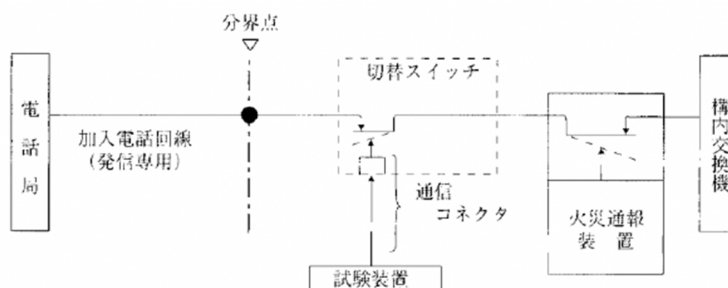 分界点
電話局
加入電話回線
(発信専用)
切替スイッチ
通信
コネクタ
試験装置
火災通報
装置
構内交換機